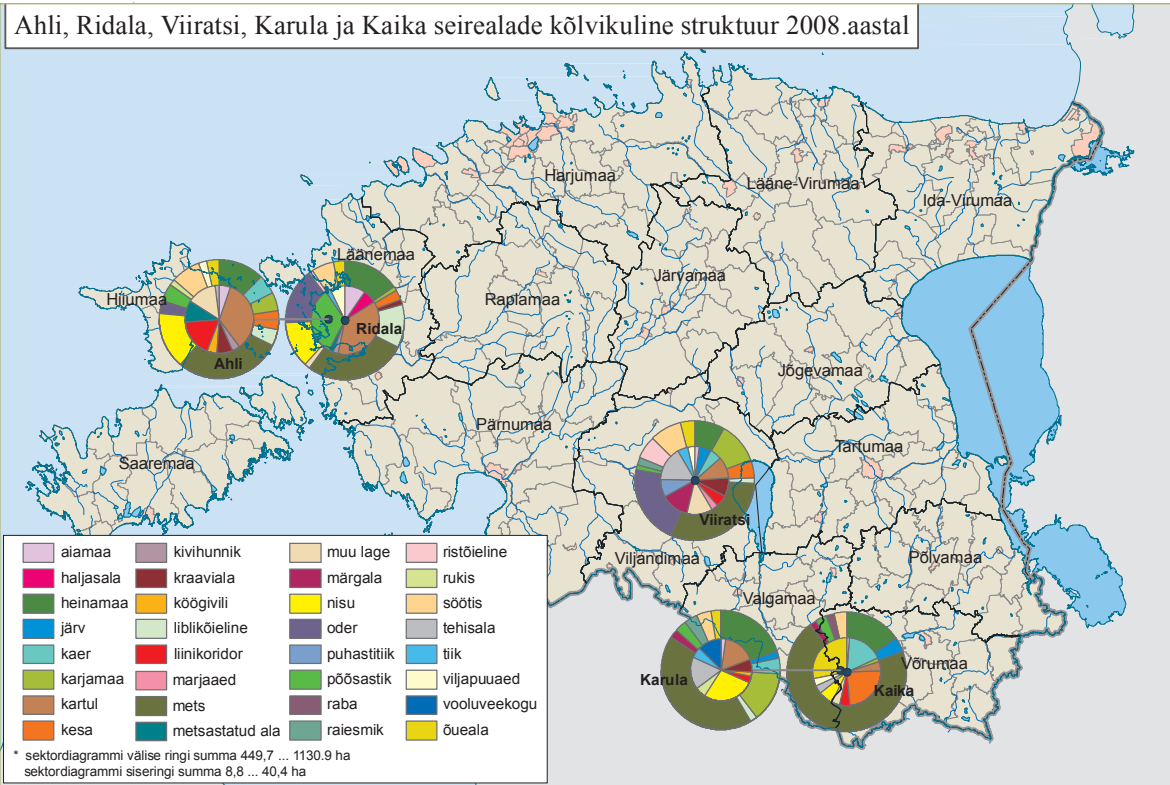 Ahli, Ridala, Viiratsi, Karula ja Kaika seirealade kõlvikuline struktuur 2008.aastal
Harjumaa
Lääne-Virumaa
Ida-Virumaa
Läänemaa
Hiiumaa
Raplamaa
Järvamaa
Ridala
Ahli
Jõgevamaa
Pärnumaa
Tartumaa
Saaremaa
Viiratsi
Viljandimaa
Põlvamaa
Valgamaa
Võrumaa
Karula
Kaika
aiamaa
haljasala
heinamaa
järv
kaer
karjamaa
kartul
kesa
kivihunnik
kraaviala
köögivili
liblikõieline
liinikoridor
marjaaed
mets
metsastatud ala
muu lage
märgala
nisu
oder
puhastitiik
põõsastik
raba
raiesmik
ristõieline
rukis
söötis
tehisala
tiik
viljapuuaed
vooluveekogu
õueala
* sektordiagrammi välise ringi summa 449,7 ... 1130.9 ha
sektordiagrammi siseringi summa 8,8 ... 40,4 ha